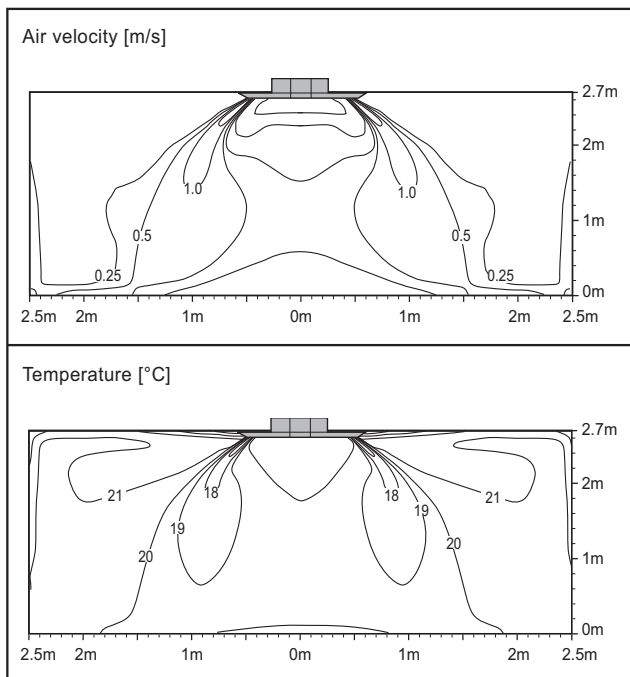 Air velocity [m/s]
2.7m
2m
1.0 1.0
1m
0.5 0.5
0.25 0.25
0m
2.5m 2m 1m 0m 1m 2m 2.5m
Temperature [°C]
2.7m
2m
21 18 18 21
19 19
20 20
1m
0m
2.5m 2m 1m 0m 1m 2m 2.5m